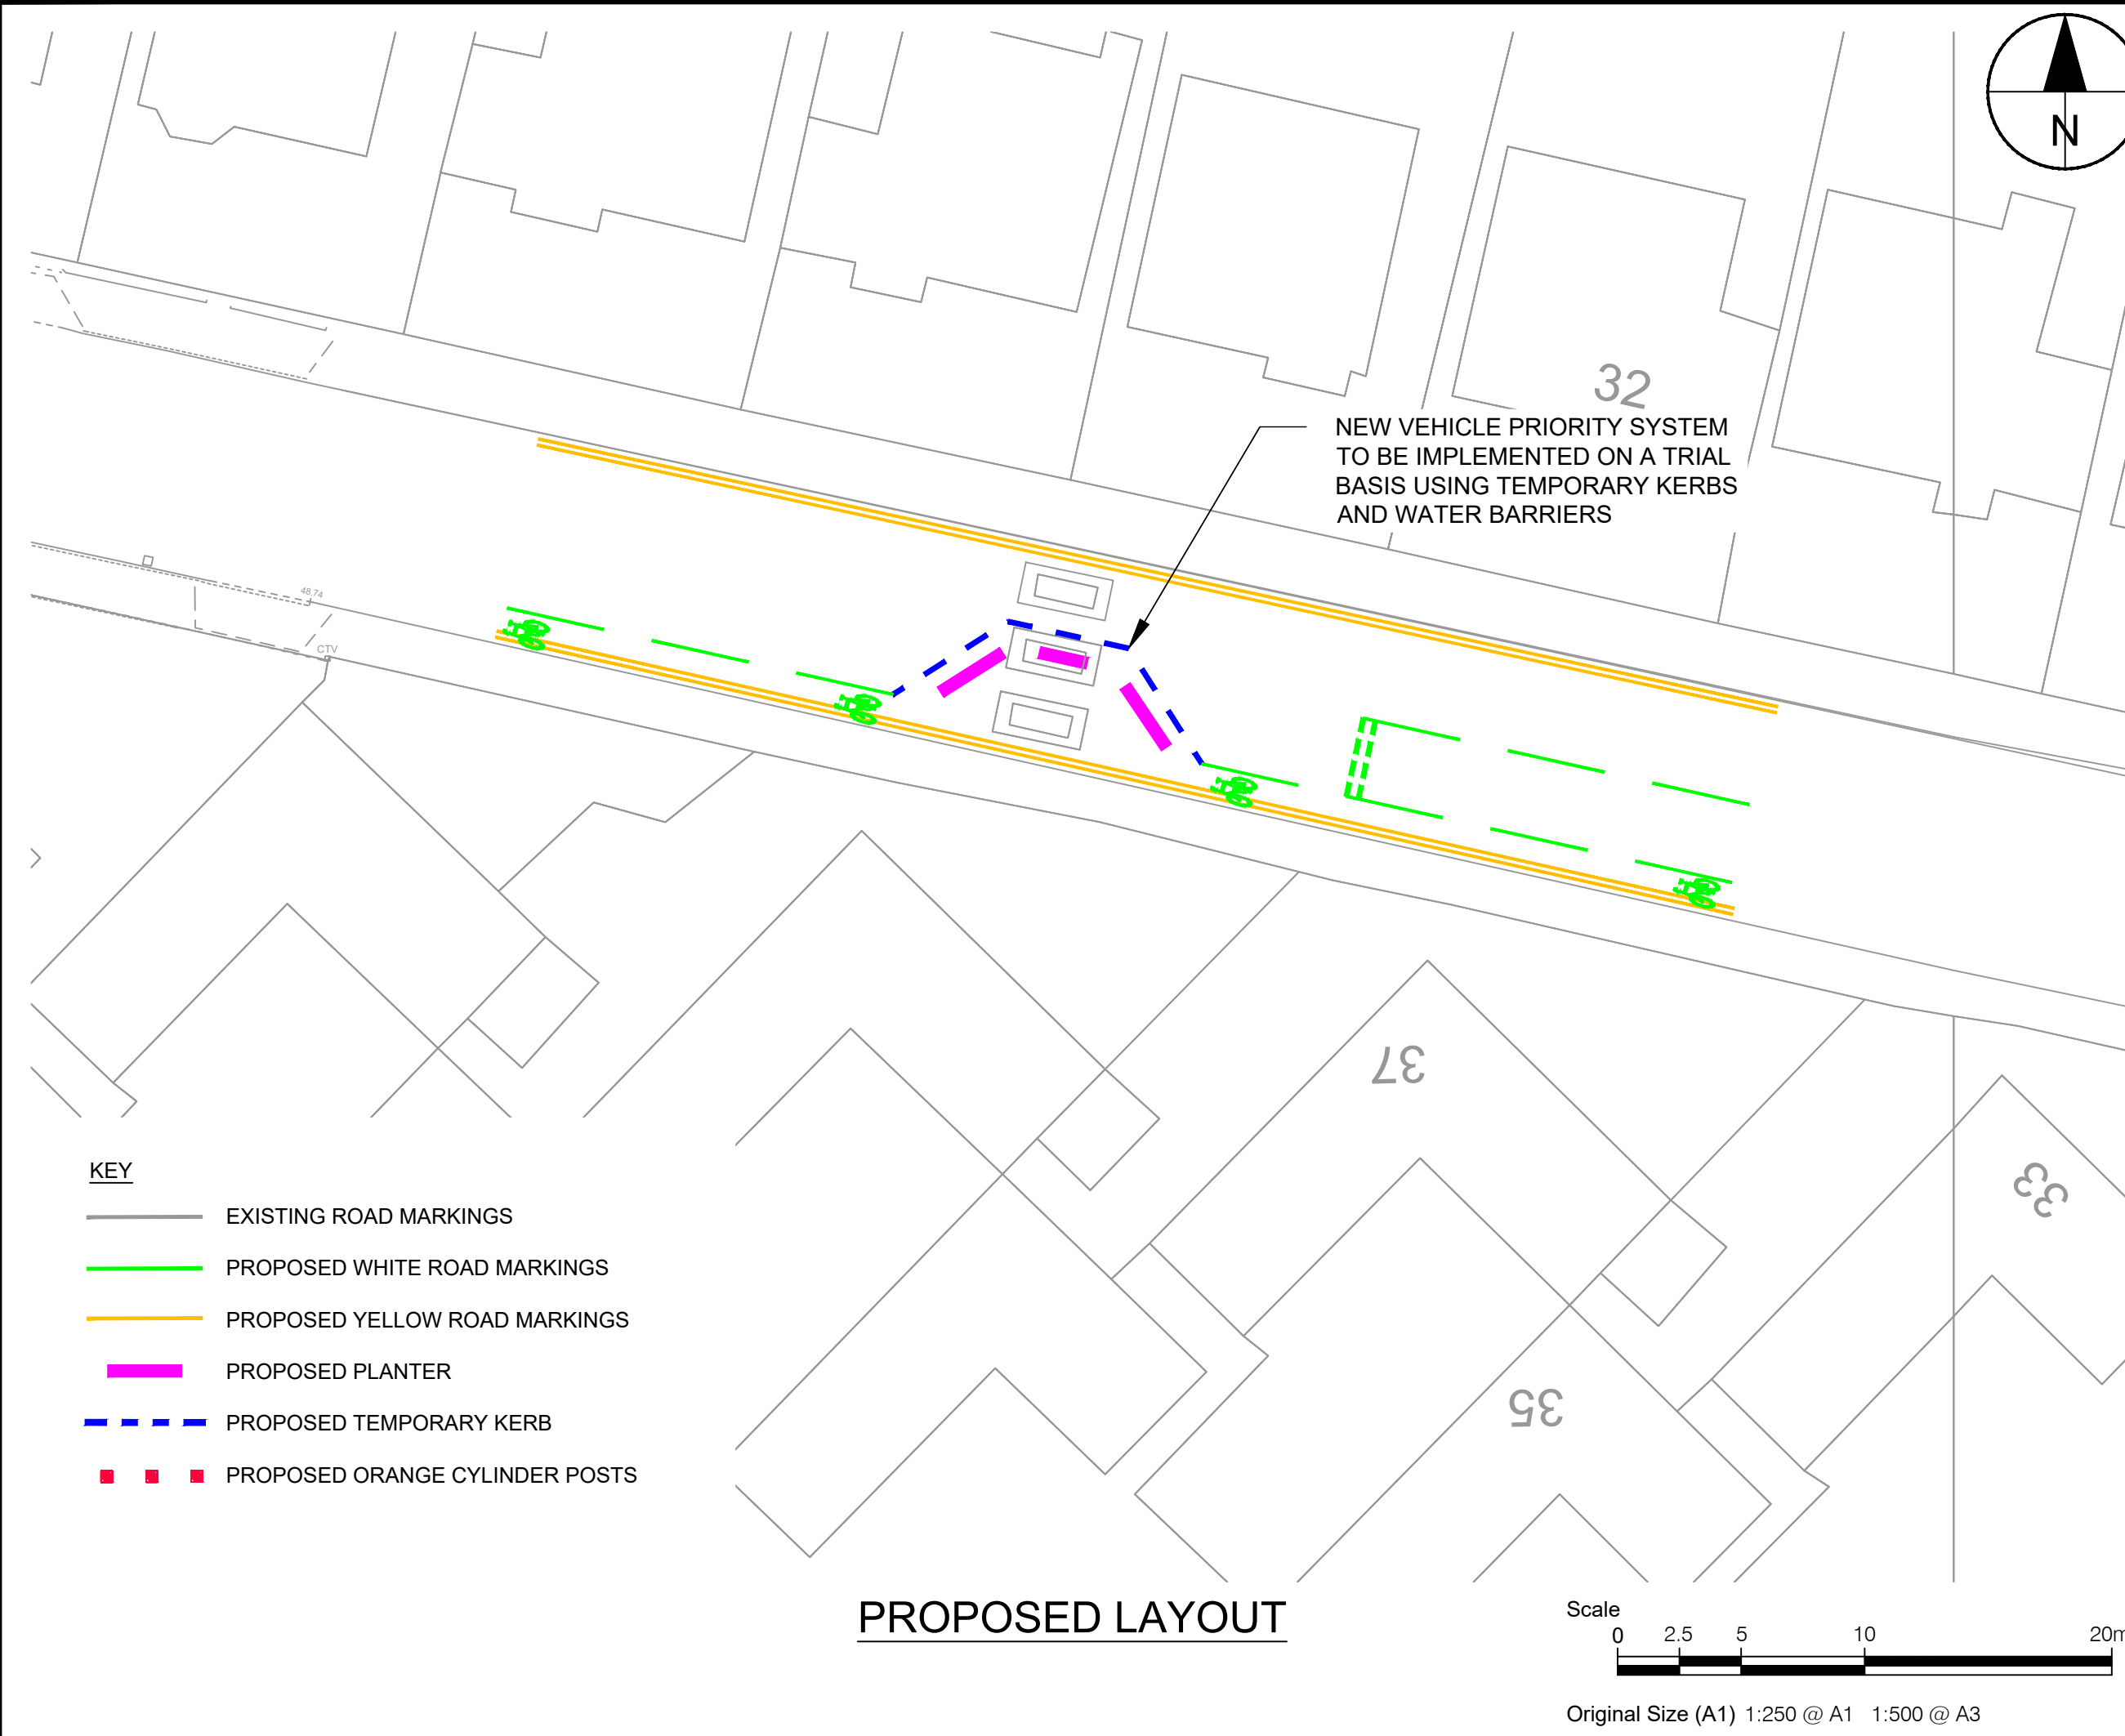 N
32
NEW VEHICLE PRIORITY SYSTEM
TO BE IMPLEMENTED ON A TRIAL
BASIS USING TEMPORARY KERBS
AND WATER BARRIERS
48.74
CTV
37
33
35
KEY
EXISTING ROAD MARKINGS
PROPOSED WHITE ROAD MARKINGS
PROPOSED YELLOW ROAD MARKINGS
PROPOSED PLANTER
PROPOSED TEMPORARY KERB
PROPOSED ORANGE CYLINDER POSTS
PROPOSED LAYOUT
Scale
0 2.5 5 10 20m
Original Size (A1) 1:250 @ A1 1:500 @ A3